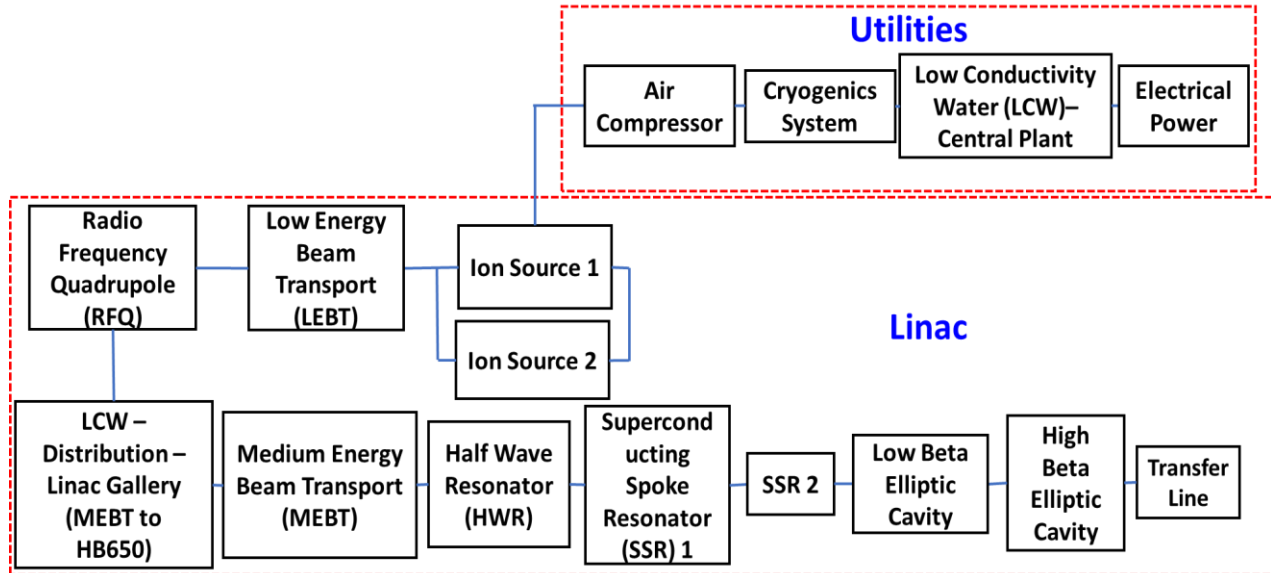 Utilities
Air
Compressor
Cryogenics
System
Low Conductivity
Water (LCW)–
Central Plant
Electrical
Power
Radio
Frequency
Quadrupole
(RFQ)
Low Energy
Beam
Transport
(LEBT)
Ion Source 1
Ion Source 2
Linac
LCW –
Distribution –
Linac Gallery
(MEBT to
HB650)
Medium Energy
Beam Transport
(MEBT)
Half Wave
Resonator
(HWR)
Supercond
ucting
Spoke
Resonator
(SSR) 1
SSR 2
Low Beta
Elliptic
Cavity
High
Beta
Elliptic
Cavity
Transfer
Line